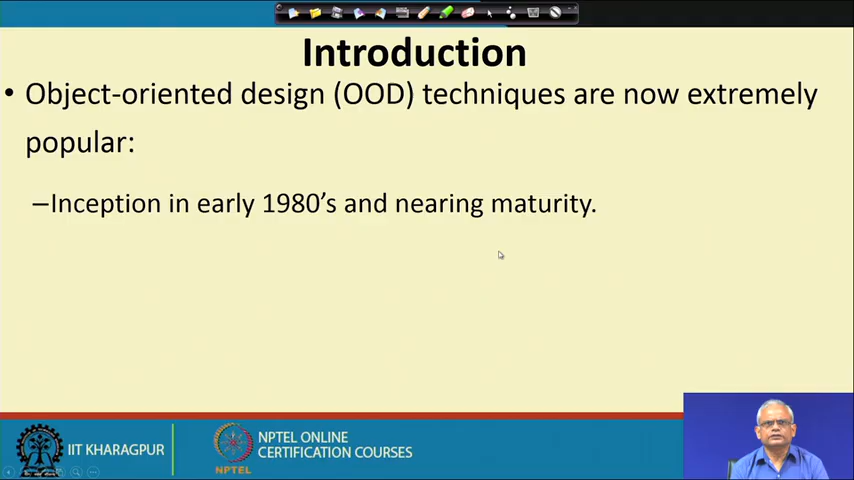 Introduction
• Object-oriented design (OOD) techniques are now extremely
popular:
–Inception in early 1980’s and nearing maturity.
IIT KHARAGPUR
NPTEL
NPTEL ONLINE
CERTIFICATION COURSES